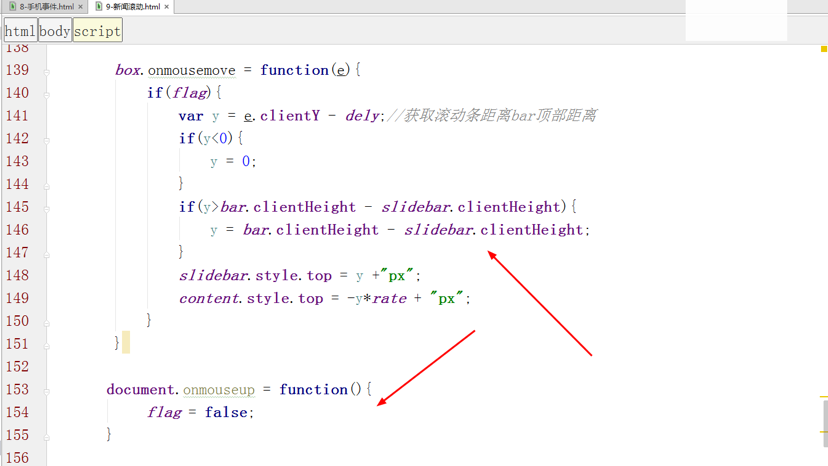 8-手机事件.html × 9-新闻滚动.html ×
html body script
138
139 box.onmousemove = function(e){
140 if(flag){
141 var y = e.clientY - dely;//获取滚动条距离bar顶部距离
142 if(y<0){
143 y = 0;
144 }
145 if(y>bar.clientHeight - slidebar.clientHeight){
146 y = bar.clientHeight - slidebar.clientHeight;
147 }
148 slidebar.style.top = y +"px";
149 content.style.top = -y*rate + "px";
150 }
151 }
152
153 document.onmouseup = function(){
154 flag = false;
155 }
156